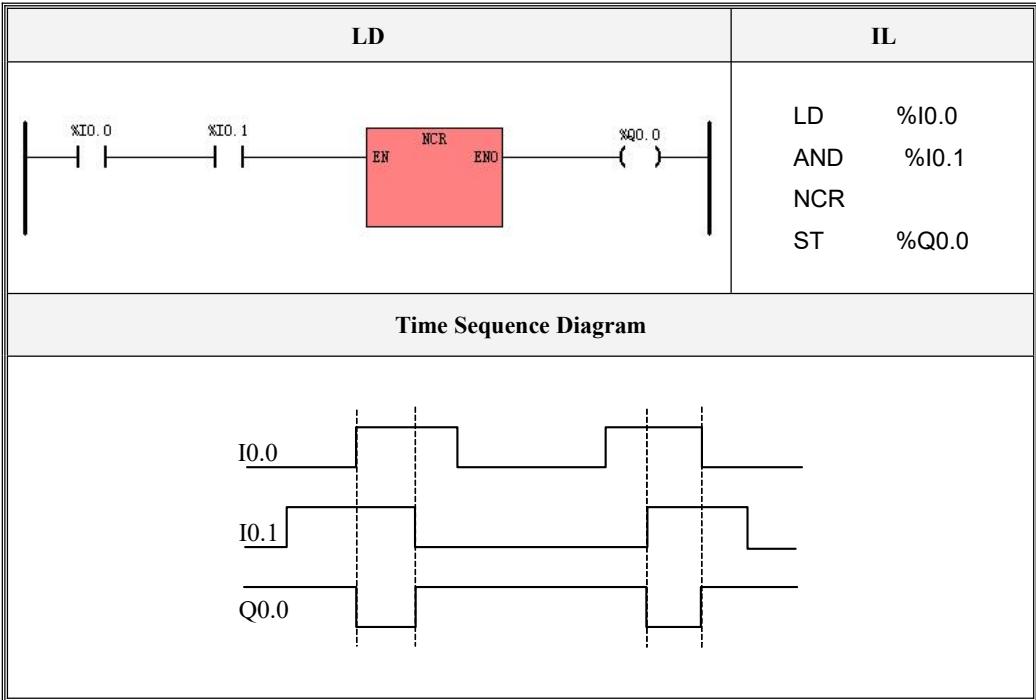 LD
IL
%I0.0
%I0.1
NCR
EN
ENO
%Q0.0
LD %I0.0
AND %I0.1
NCR
ST %Q0.0
Time Sequence Diagram
I0.0
I0.1
Q0.0